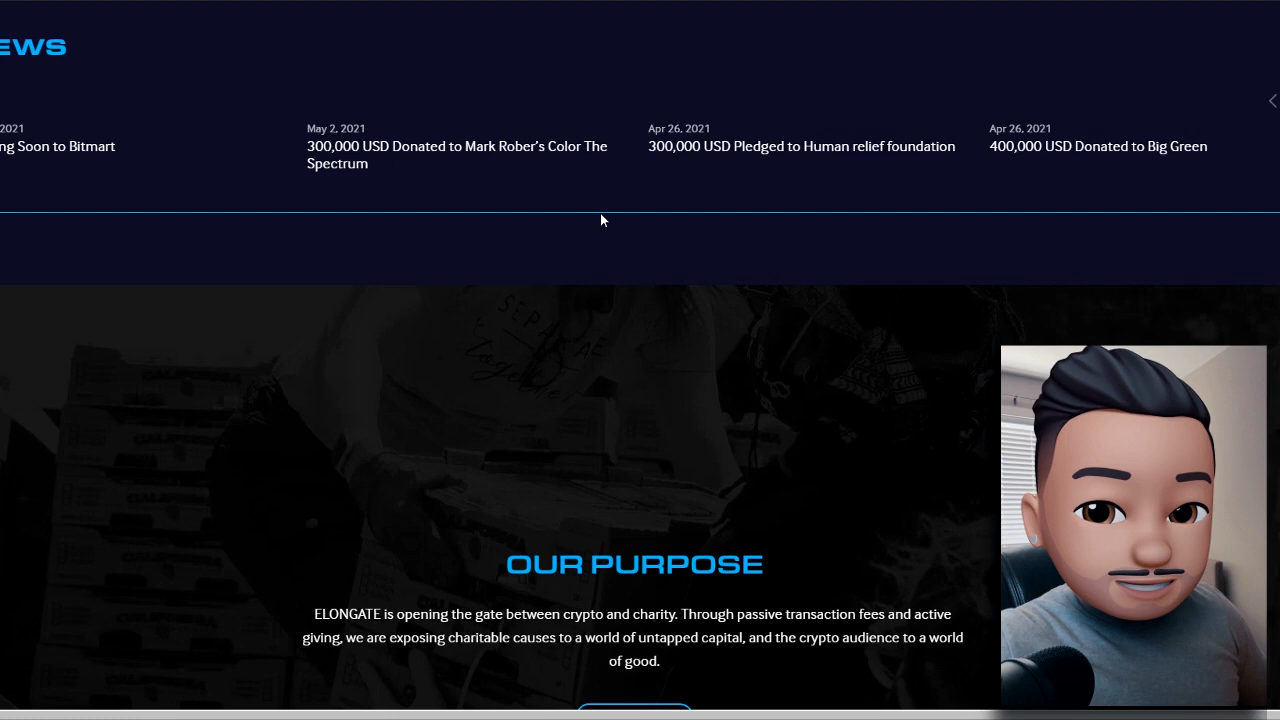 EWS
2021
ng Soon to Bitmart
May 2, 2021
300,000 USD Donated to Mark Rober’s Color The
Spectrum
Apr 26, 2021
300,000 USD Pledged to Human relief foundation
Apr 26, 2021
400,000 USD Donated to Big Green
OUR PURPOSE
ELONGATE is opening the gate between crypto and charity. Through passive transaction fees and active
giving, we are exposing charitable causes to a world of untapped capital, and the crypto audience to a world
of good.